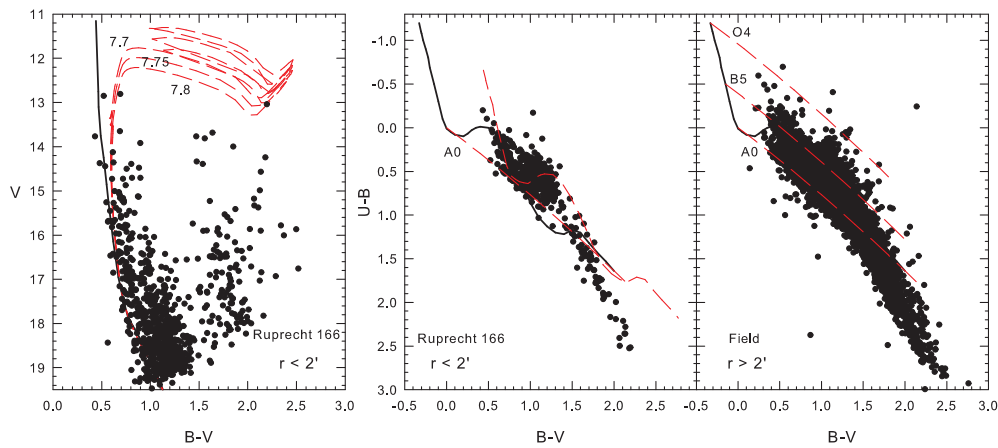 11
12
13
14
15
16
17
18
19
V
7.7
7.75
7.8
Ruprecht 166
r < 2'
0.0 0.5 1.0 1.5 2.0 2.5 3.0
B-V
-1.0
0.0
0.5
1.0
1.5
2.0
2.5
3.0
U-B
A0
Ruprecht 166
r < 2'
-0.5 0.0 0.5 1.0 1.5 2.0 2.5
B-V
O4
B5
A0
Field
r > 2'
-0.5 0.0 0.5 1.0 1.5 2.0 2.5 3.0
B-V